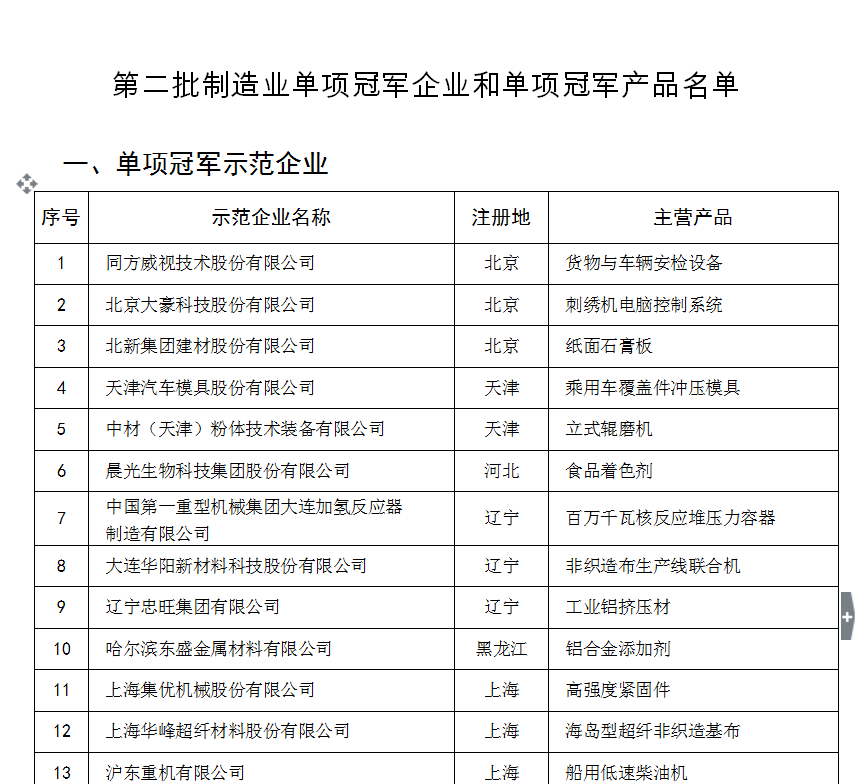 第二批制造业单项冠军企业和单项冠军产品名单
一、单项冠军示范企业
序号 示范企业名称 注册地 主营产品
1 同方威视技术股份有限公司 北京 货物与车辆安检设备
2 北京大豪科技股份有限公司 北京 刺绣机电脑控制系统
3 北新集团建材股份有限公司 北京 纸面石膏板
4 天津汽车模具股份有限公司 天津 乘用车覆盖件冲压模具
5 中材（天津）粉体技术装备有限公司 天津 立式辊磨机
6 晨光生物科技集团股份有限公司 河北 食品着色剂
7 中国第一重型机械集团大连加氢反应器
制造有限公司 辽宁 百万千瓦核反应堆压力容器
8 大连华阳新材料科技股份有限公司 辽宁 非织造布生产线联合机
9 辽宁忠旺集团有限公司 辽宁 工业铝挤压材
10 哈尔滨东盛金属材料有限公司 黑龙江 铝合金添加剂
11 上海集优机械股份有限公司 上海 高强度紧固件
12 上海华峰超纤材料股份有限公司 上海 海岛型超纤非织造基布
13 沪东重机有限公司 上海 船用低速柴油机